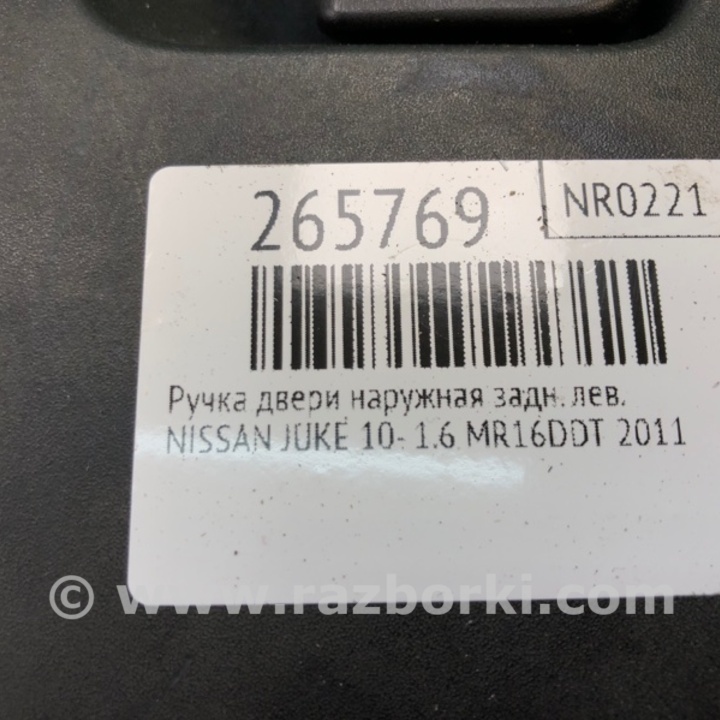 265769
NR0221
Ручка двери наружная задн. лев.
NISSAN JUKE 10- 1.6 MR16DDT 2011
© www.razborki.com